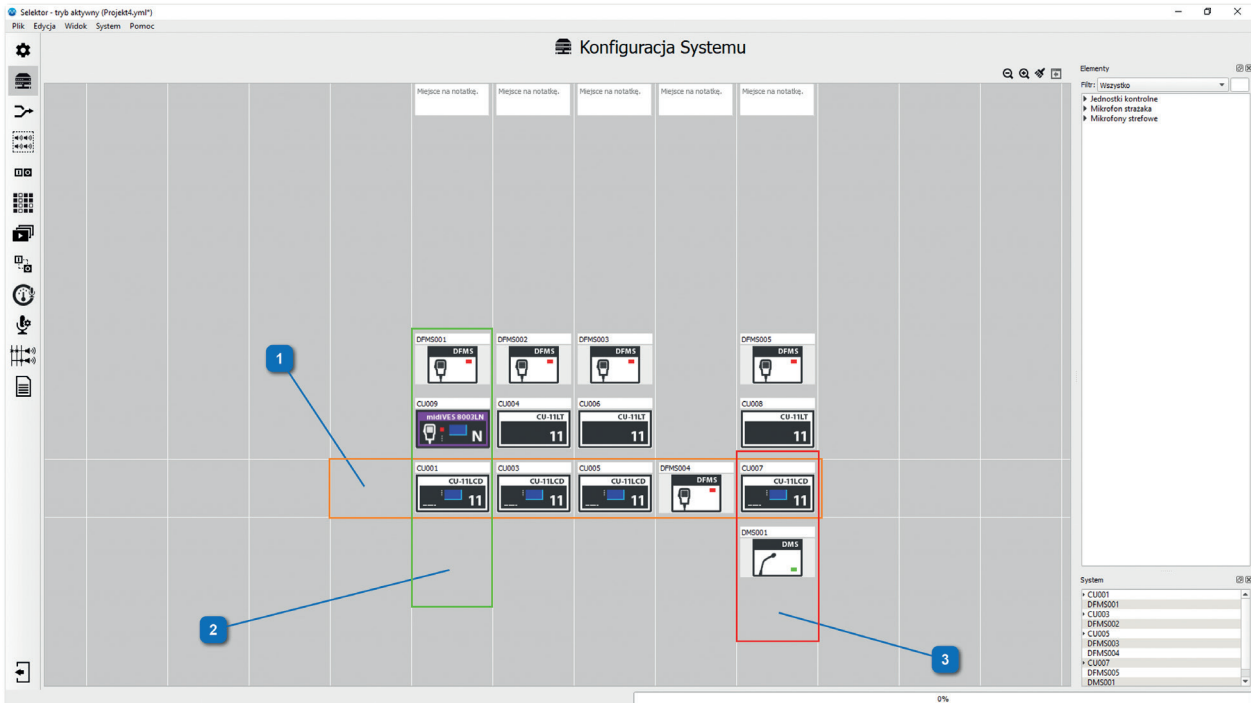 Selektor - tryb aktywny (Projekt4.yml*)
Plik Edycja Widok System Pomoc
Konfiguracja Systemu
Elementy
Filtr: Wszystko
Jednostki kontrolne
Mikrofon strażaka
Mikrofony strefowe
Miejsce na notatkę. Miejsce na notatkę. Miejsce na notatkę. Miejsce na notatkę. Miejsce na notatkę.
DFMS001 DFMS002 DFMS003 DFMS005
DFMS DFMS DFMS DFMS
1
CU009 CU004 CU006 CU008
midiVES 8003LN CU-11LT CU-11LT CU-11LT
N 11 11 11
CU001 CU003 CU005 DFMS004 CU007
CU-11LCD CU-11LCD CU-11LCD DFMS CU-11LCD
11 11 11 11
DMS001
DMS
2
3
System
CU001
DFMS001
CU003
DFMS002
CU005
DFMS003
DFMS004
CU007
DFMS005
DMS001
0%